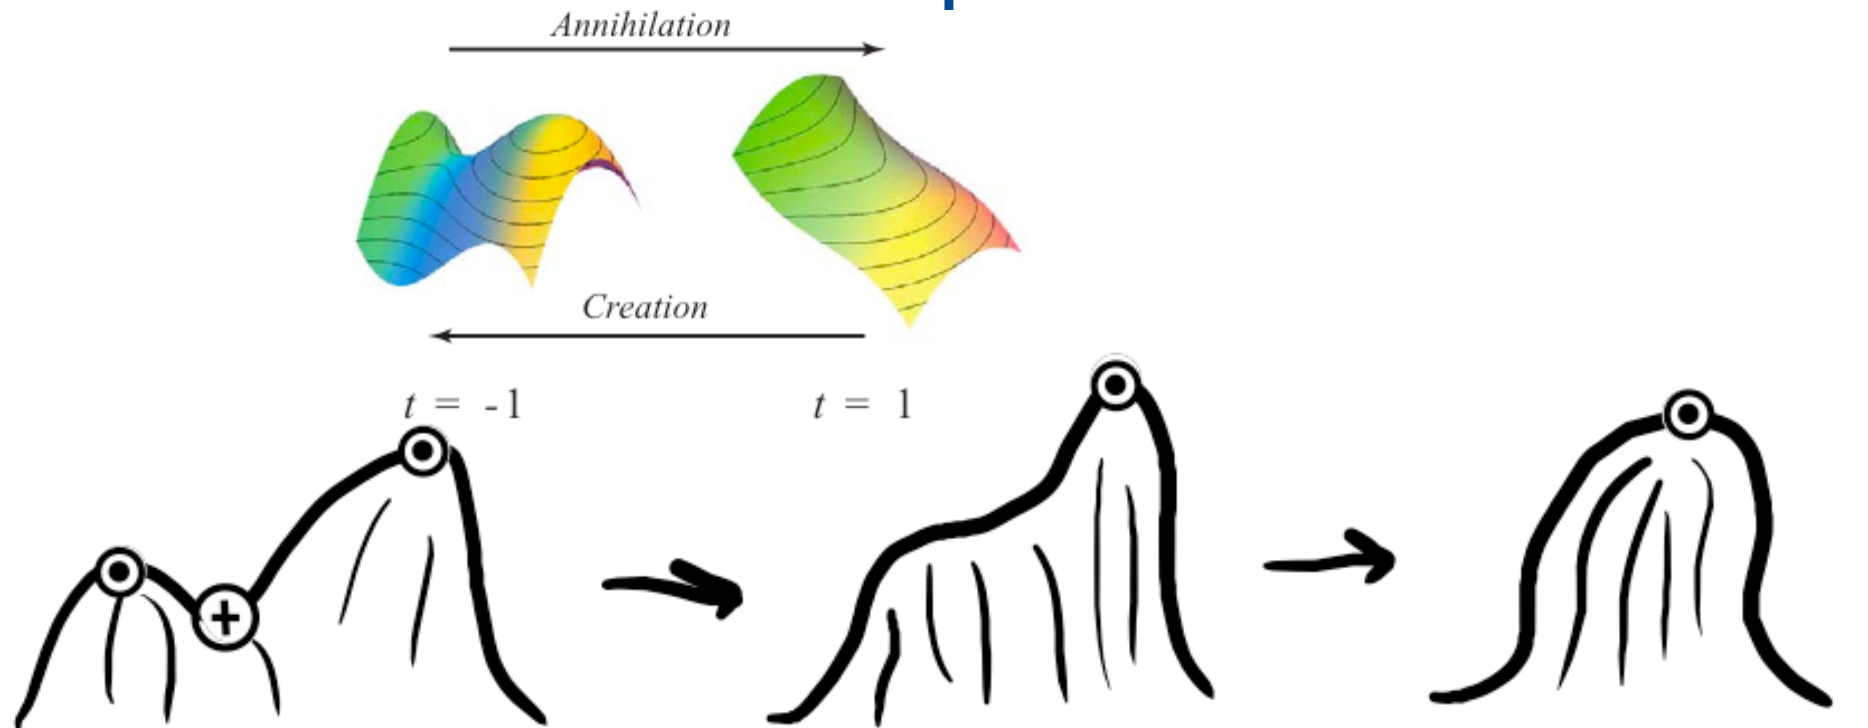 Annihilation
Creation
t = -1
t = 1
+